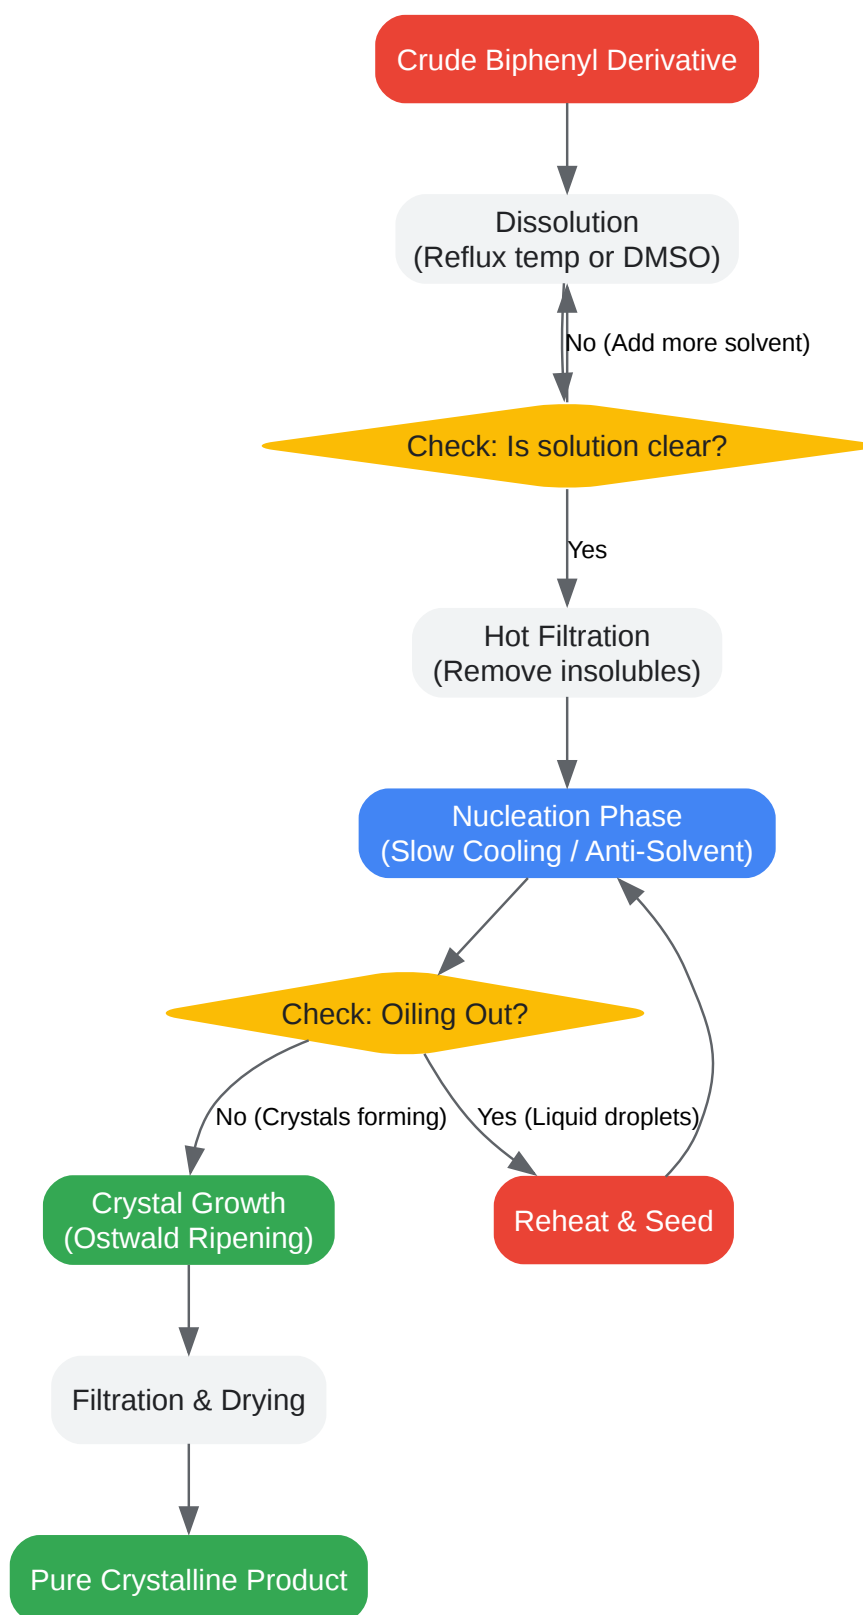 Crude Biphenyl Derivative
Dissolution
(Reflux temp or DMSO)
No (Add more solvent)
Check: Is solution clear?
Yes
Hot Filtration
(Remove insolubles)
Nucleation Phase
(Slow Cooling / Anti-Solvent)
Check: Oiling Out?
No (Crystals forming)
Yes (Liquid droplets)
Crystal Growth
(Ostwald Ripening)
Reheat & Seed
Filtration & Drying
Pure Crystalline Product